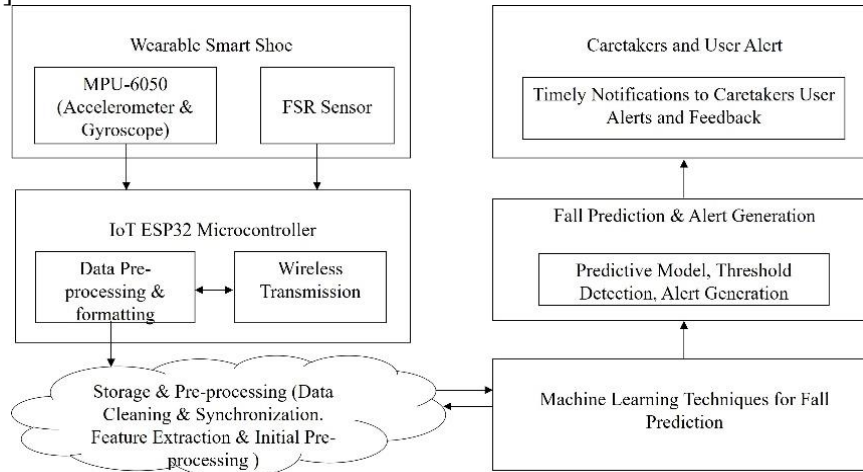 ]
Wearable Smart Shoe
MPU-6050
(Accelerometer &
Gyroscope)
FSR Sensor
IoT ESP32 Microcontroller
Data Pre-
processing &
formatting
Wireless
Transmission
Storage & Pre-processing (Data
Cleaning & Synchronization.
Feature Extraction & Initial Pre-
processing )
Caretakers and User Alert
Timely Notifications to Caretakers User
Alerts and Feedback
Fall Prediction & Alert Generation
Predictive Model, Threshold
Detection, Alert Generation
Machine Learning Techniques for Fall
Prediction